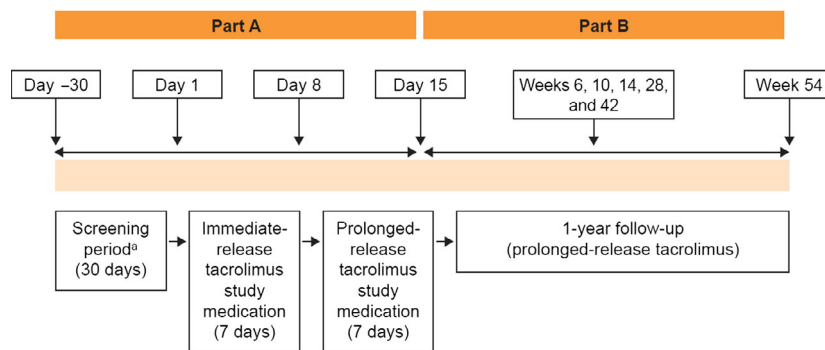 Part A
Part B
Day –30
Day 1
Day 8
Day 15
Weeks 6, 10, 14, 28,
and 42
Week 54
Screening
periodᵃ
(30 days)
Immediate-
release
tacrolimus
study
medication
(7 days)
Prolonged-
release
tacrolimus
study
medication
(7 days)
1-year follow-up
(prolonged-release tacrolimus)